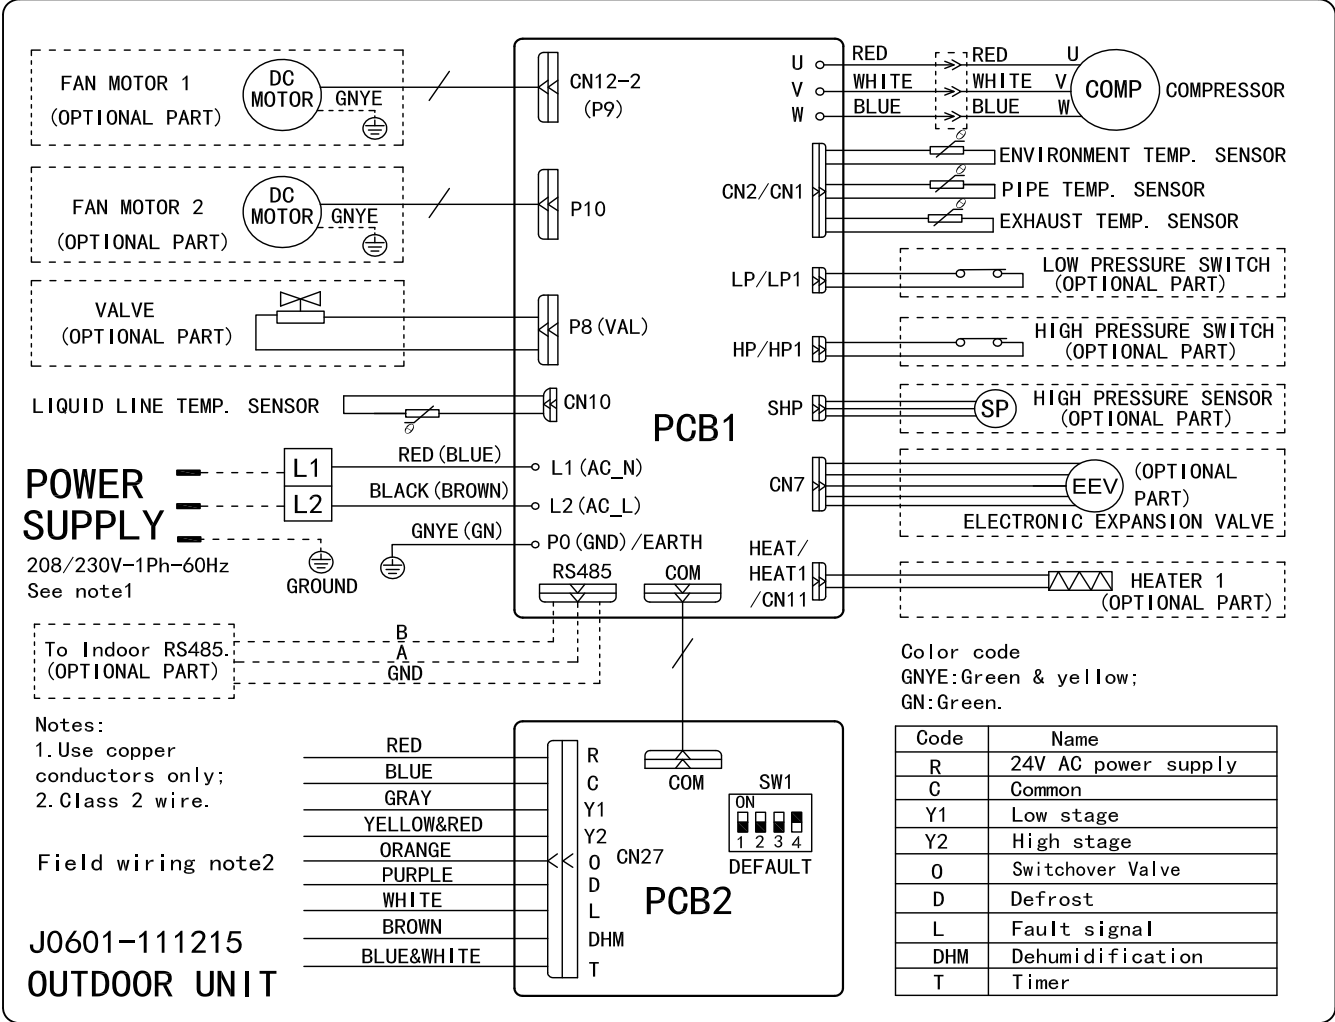 FAN MOTOR 1
(OPTIONAL PART)
DC
MOTOR
GNYE
CN12-2
(P9)
FAN MOTOR 2
(OPTIONAL PART)
DC
MOTOR
GNYE
P10
VALVE
(OPTIONAL PART)
P8(VAL)
LIQUID LINE TEMP. SENSOR
CN10
PCB1
POWER
SUPPLY
208/230V-1Ph-60Hz
See note1
L1
L2
RED(BLUE)
BLACK(BROWN)
GNYE(GN)
GROUND
L1(AC_N)
L2(AC_L)
PO(GND)/EARTH
RS485
COM
U
V
W
RED
WHITE
BLUE
RED
WHITE
BLUE
U
V
W
COMP
COMPRESSOR
CN2/CN1
ENVIRONMENT TEMP. SENSOR
PIPE TEMP. SENSOR
EXHAUST TEMP. SENSOR
LP/LP1
LOW PRESSURE SWITCH
(OPTIONAL PART)
HP/HP1
HIGH PRESSURE SWITCH
(OPTIONAL PART)
SHP
SP
HIGH PRESSURE SENSOR
(OPTIONAL PART)
CN7
EEV
(OPTIONAL
PART)
ELECTRONIC EXPANSION VALVE
HEAT/
HEAT1
/CN11
HEATER 1
(OPTIONAL PART)
To Indoor RS485.
(OPTIONAL PART)
B
A
GND
Notes:
1.Use copper
conductors only;
2.Class 2 wire.
Field wiring note2
J0601-111215
OUTDOOR UNIT
RED
BLUE
GRAY
YELLOW&RED
ORANGE
PURPLE
WHITE
BROWN
BLUE&WHITE
R
C
Y1
Y2
O
D
L
DHM
T
CN27
COM
SW1
ON
1 2 3 4
DEFAULT
PCB2
Color code
GNYE:Green & yellow;
GN:Green.
Code Name
R 24V AC power supply
C Common
Y1 Low stage
Y2 High stage
O Switchover Valve
D Defrost
L Fault signal
DHM Dehumidification
T Timer